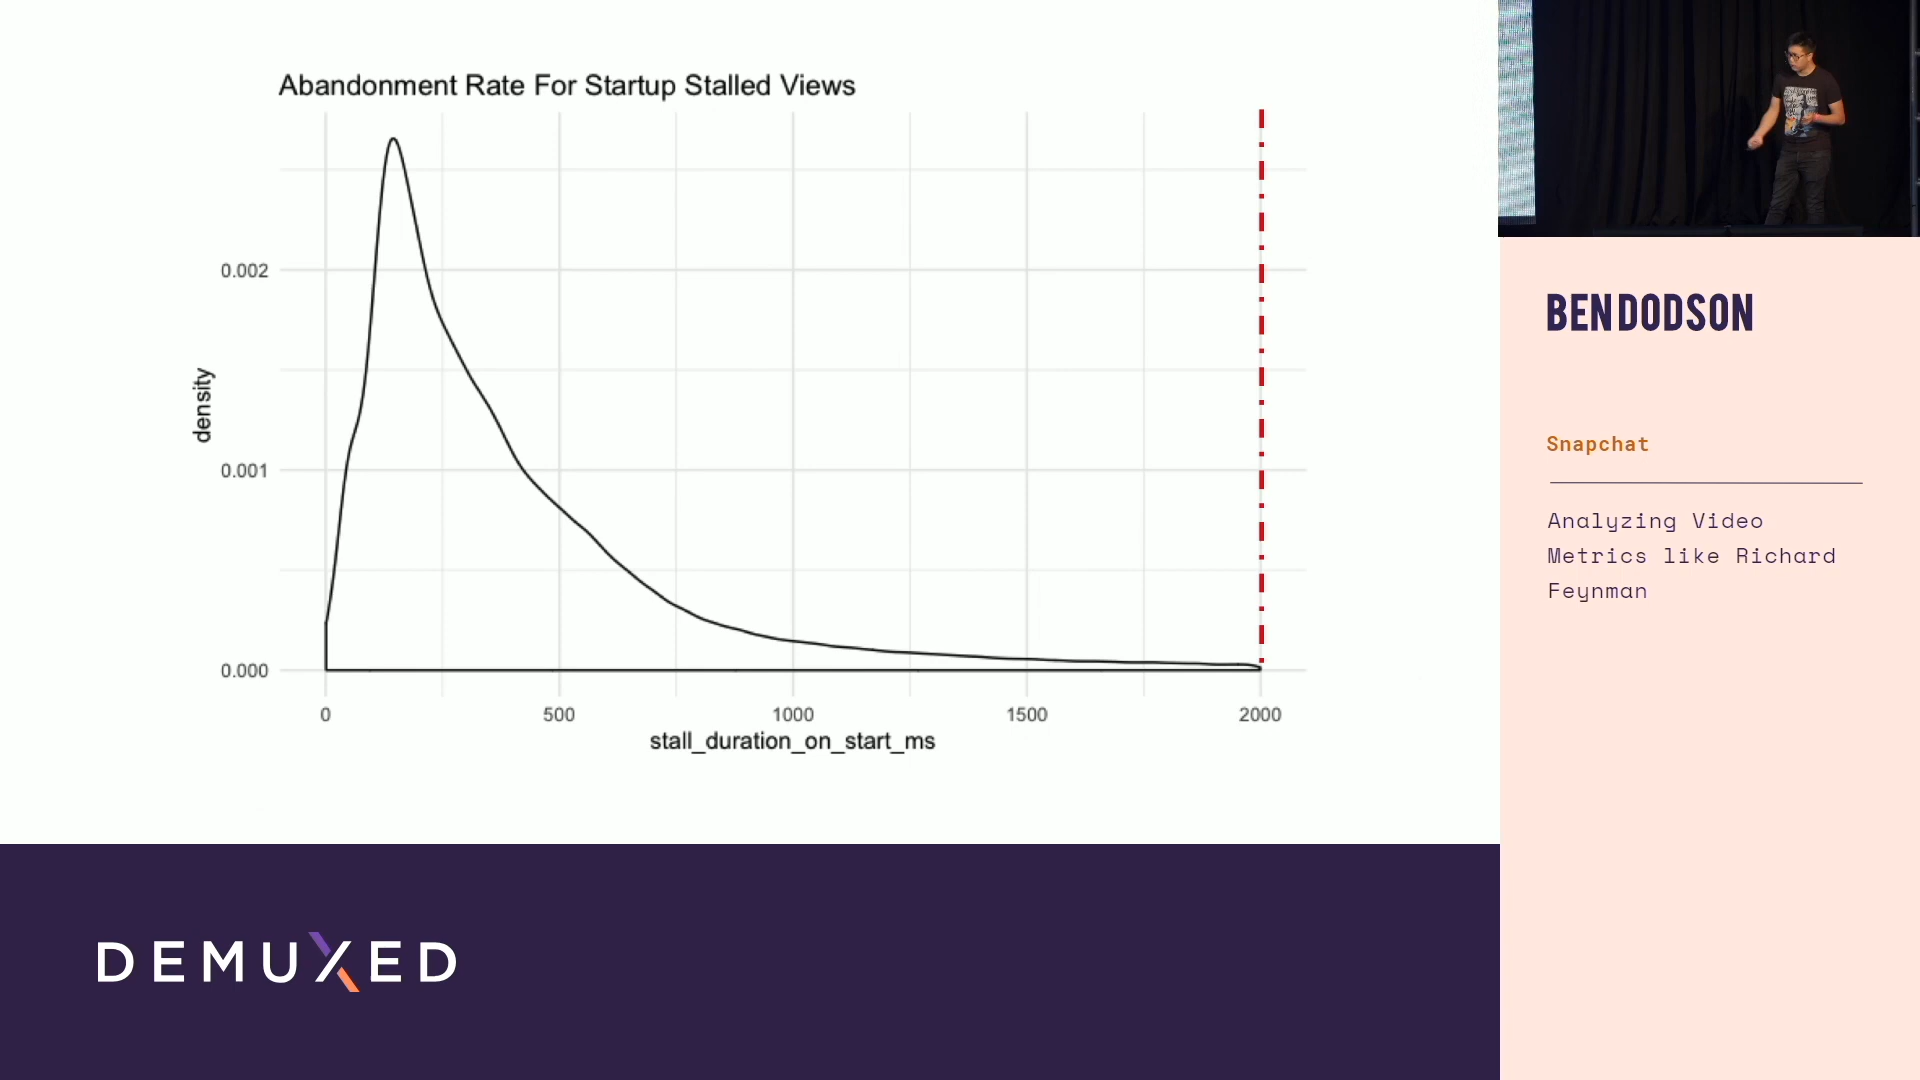 Abandonment Rate For Startup Stalled Views
density
0.002
0.001
0.000
0
500
1000
1500
2000
stall_duration_on_start_ms
BEN DODSON
Snapchat
Analyzing Video
Metrics like Richard
Feynman
DEMUXED